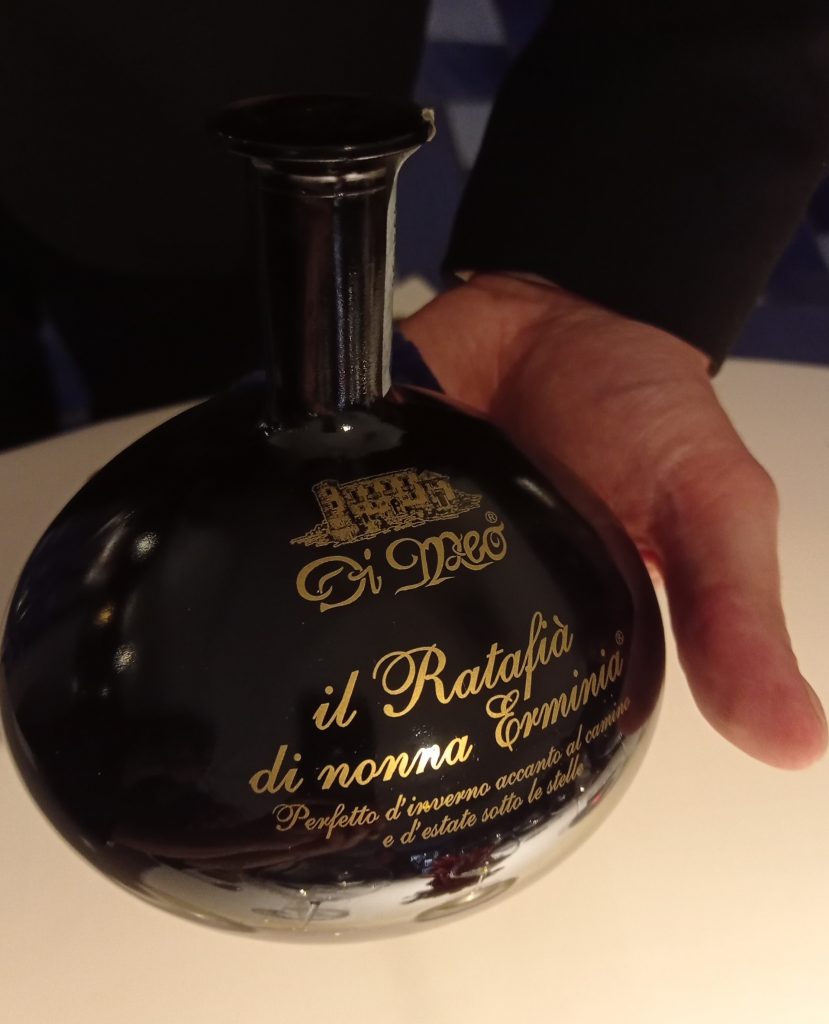 Di Meo®
il Ratafià
di nonna Erminia®
Perfetto d'inverno accanto al camino
e d'estate sotto le stelle